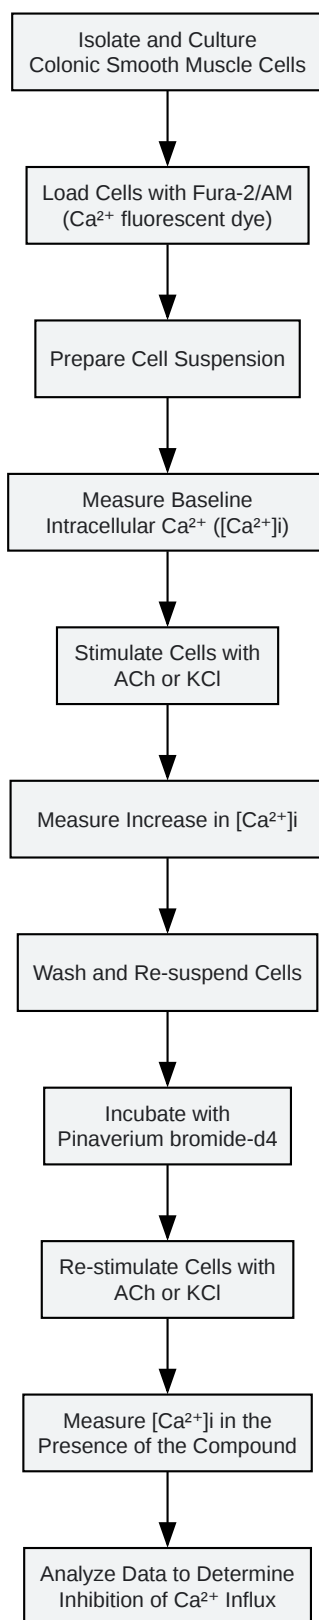 Isolate and Culture
Colonic Smooth Muscle Cells
Load Cells with Fura-2/AM
(Ca²⁺ fluorescent dye)
Prepare Cell Suspension
Measure Baseline
Intracellular Ca²⁺ ([Ca²⁺]i)
Stimulate Cells with
ACh or KCl
Measure Increase in [Ca²⁺]i
Wash and Re-suspend Cells
Incubate with
Pinaverium bromide-d4
Re-stimulate Cells with
ACh or KCl
Measure [Ca²⁺]i in the
Presence of the Compound
Analyze Data to Determine
Inhibition of Ca²⁺ Influx